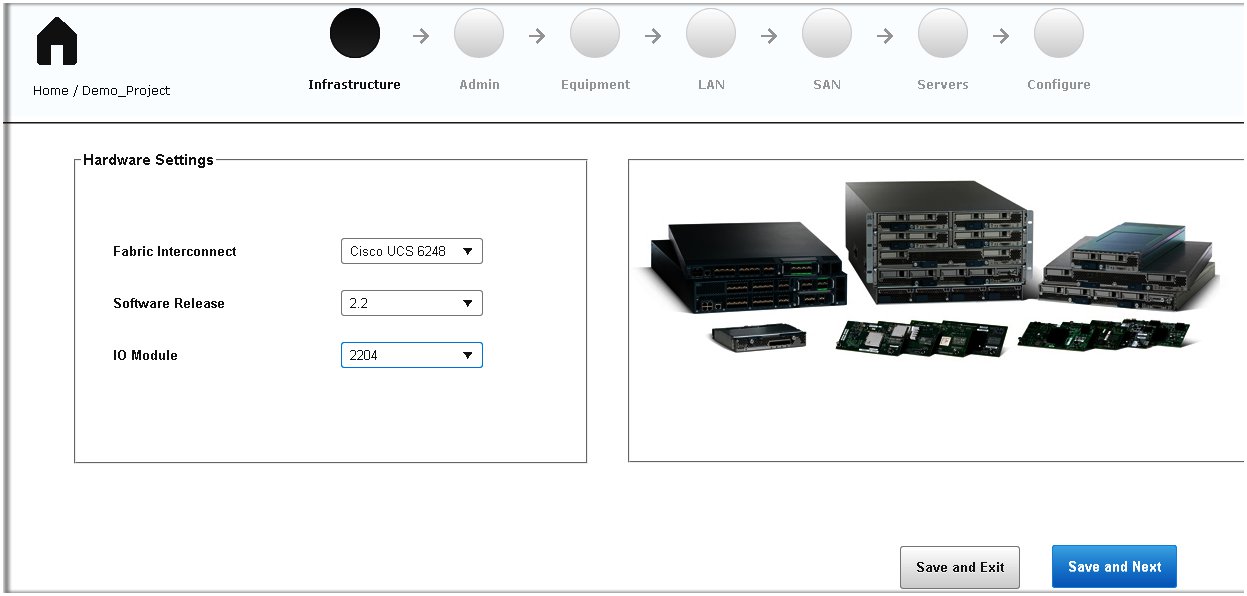 Home / Demo_Project
Infrastructure
Admin
Equipment
LAN
SAN
Servers
Configure
Hardware Settings
Fabric Interconnect
Cisco UCS 6248
Software Release
2.2
IO Module
2204
Save and Exit
Save and Next